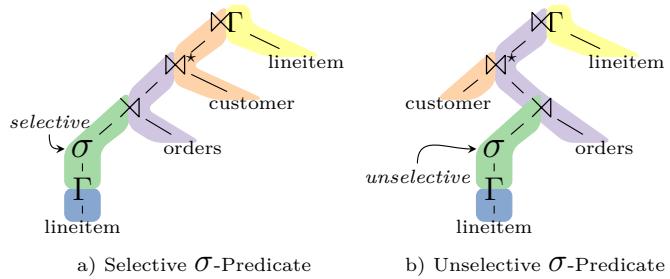 ⋈Γ ⋈Γ
lineitem lineitem
⋈* ⋈*
customer customer
⋈ ⋈
selective
σ orders σ orders
unselective
Γ Γ
lineitem lineitem
a) Selective σ-Predicate b) Unselective σ-Predicate